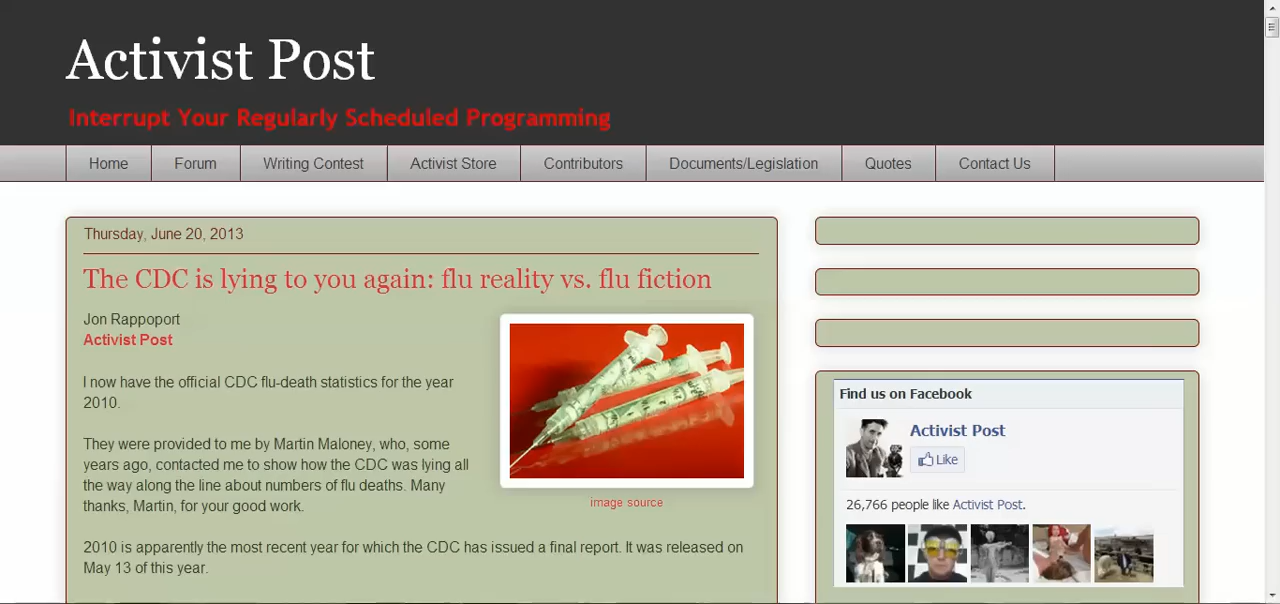 Activist Post
Interrupt Your Regularly Scheduled Programming
Home Forum Writing Contest Activist Store Contributors Documents/Legislation Quotes Contact Us
Thursday, June 20, 2013
The CDC is lying to you again: flu reality vs. flu fiction
Jon Rappoport
Activist Post
I now have the official CDC flu-death statistics for the year
2010.
They were provided to me by Martin Maloney, who, some
years ago, contacted me to show how the CDC was lying all
the way along the line about numbers of flu deaths. Many
thanks, Martin, for your good work.
image source
2010 is apparently the most recent year for which the CDC has issued a final report. It was released on
May 13 of this year.
Find us on Facebook
Activist Post
Like
26,766 people like Activist Post.